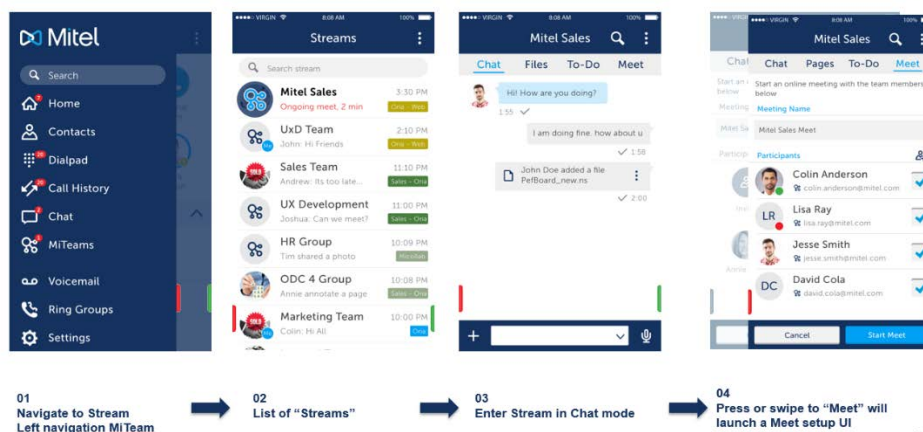 Mitel
Search
Home
Contacts
Dialpad
Call History
Chat
MiTeams
Voicemail
Ring Groups
Settings
VIRGIN 8:08 AM 100%
Streams
Search stream
Mitel Sales 3:30 PM
Ongoing meet, 2 min Oria - Web
UxD Team 2:10 PM
John: Hi Friends Oria - Web
Sales Team 11:10 PM
Andrew: Its too late... Sales - Oria
UX Development 11:00 PM
Joshua: Can we meet? Sales - Oria
HR Group 10:09 PM
Tim shared a photo
ODC 4 Group 10:08 PM
Annie annotate a page Sales - Oria
Marketing Team 10:00 PM
Colin: Hi All Oria
VIRGIN 8:08 AM 100%
Mitel Sales
Chat Files To-Do Meet
Hi! How are you doing?
1:55
I am doing fine. how about u
1:58
John Doe added a file
PefBoard_new.ns
2:00
VIRGIN 8:08 AM 100%
Mitel Sales
Chat Pages To-Do Meet
Start an online meeting with the team members
below
Meeting Name
Mitel Sales Meet
Participants
Colin Anderson
colin.anderson@mitel.com
LR Lisa Ray
lisa.ray@mitel.com
Jesse Smith
jesse.smith@mitel.com
DC David Cola
david.cola@mitel.com
Cancel Start Meet
01
Navigate to Stream
Left navigation MiTeam
02
List of “Streams”
03
Enter Stream in Chat mode
04
Press or swipe to “Meet” will
launch a Meet setup UI